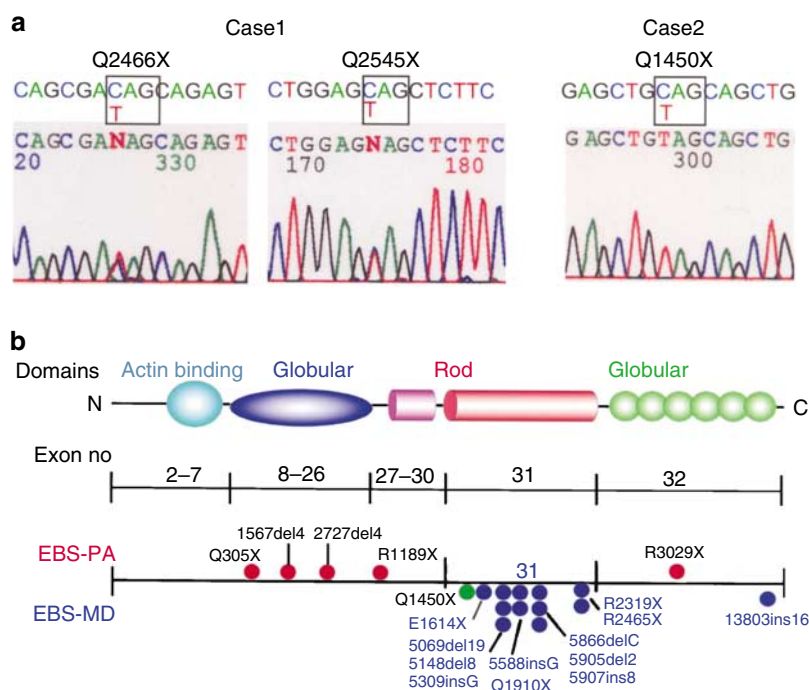 a
Case1
Case2
Q2466X
Q2545X
Q1450X
CAGCGACAGCAGAGT
T
CTGGAGCAGCTCTTC
T
GAGCTGCAGCAGCTG
T
CAGCGANAGCAGAGT
20 330
CTGGAGNAGCTCTTC
170 180
GAGCTGTAGCAGCTG
300
b
Domains
Actin binding
Globular
Rod
Globular
N
C
Exon no
2–7
8–26
27–30
31
32
EBS-PA
Q305X
1567del4
2727del4
R1189X
R3029X
31
EBS-MD
Q1450X
E1614X
5069del19
5148del8
5309insG
5588insG
Q1910X
5866delC
5905del2
5907ins8
R2319X
R2465X
13803ins16